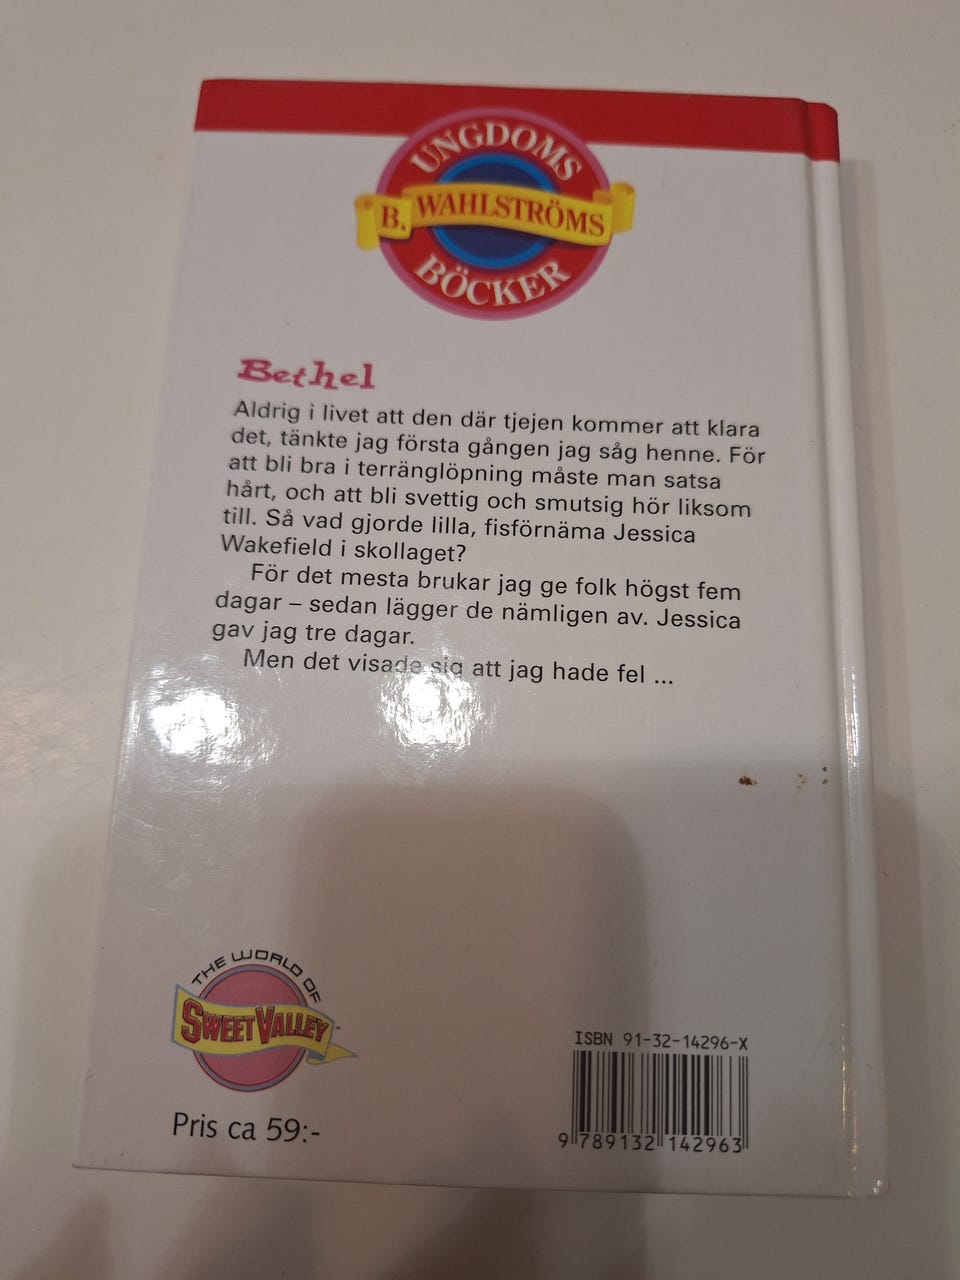 UNGDOMS
B. WAHLSTRÖMS
BÖCKER
Bethel
Aldrig i livet att den där tjejen kommer att klara
det, tänkte jag första gången jag såg henne. För
att bli bra i terränglöpning måste man satsa
hårt, och att bli svettig och smutsig hör liksom
till. Så vad gjorde lilla, fisförnäma Jessica
Wakefield i skollaget?
För det mesta brukar jag ge folk högst fem
dagar – sedan lägger de nämligen av. Jessica
gav jag tre dagar.
Men det visade sig att jag hade fel ...
THE WORLD OF
SWEET VALLEY™
Pris ca 59:-
ISBN 91-32-14296-X
9 789132 142963